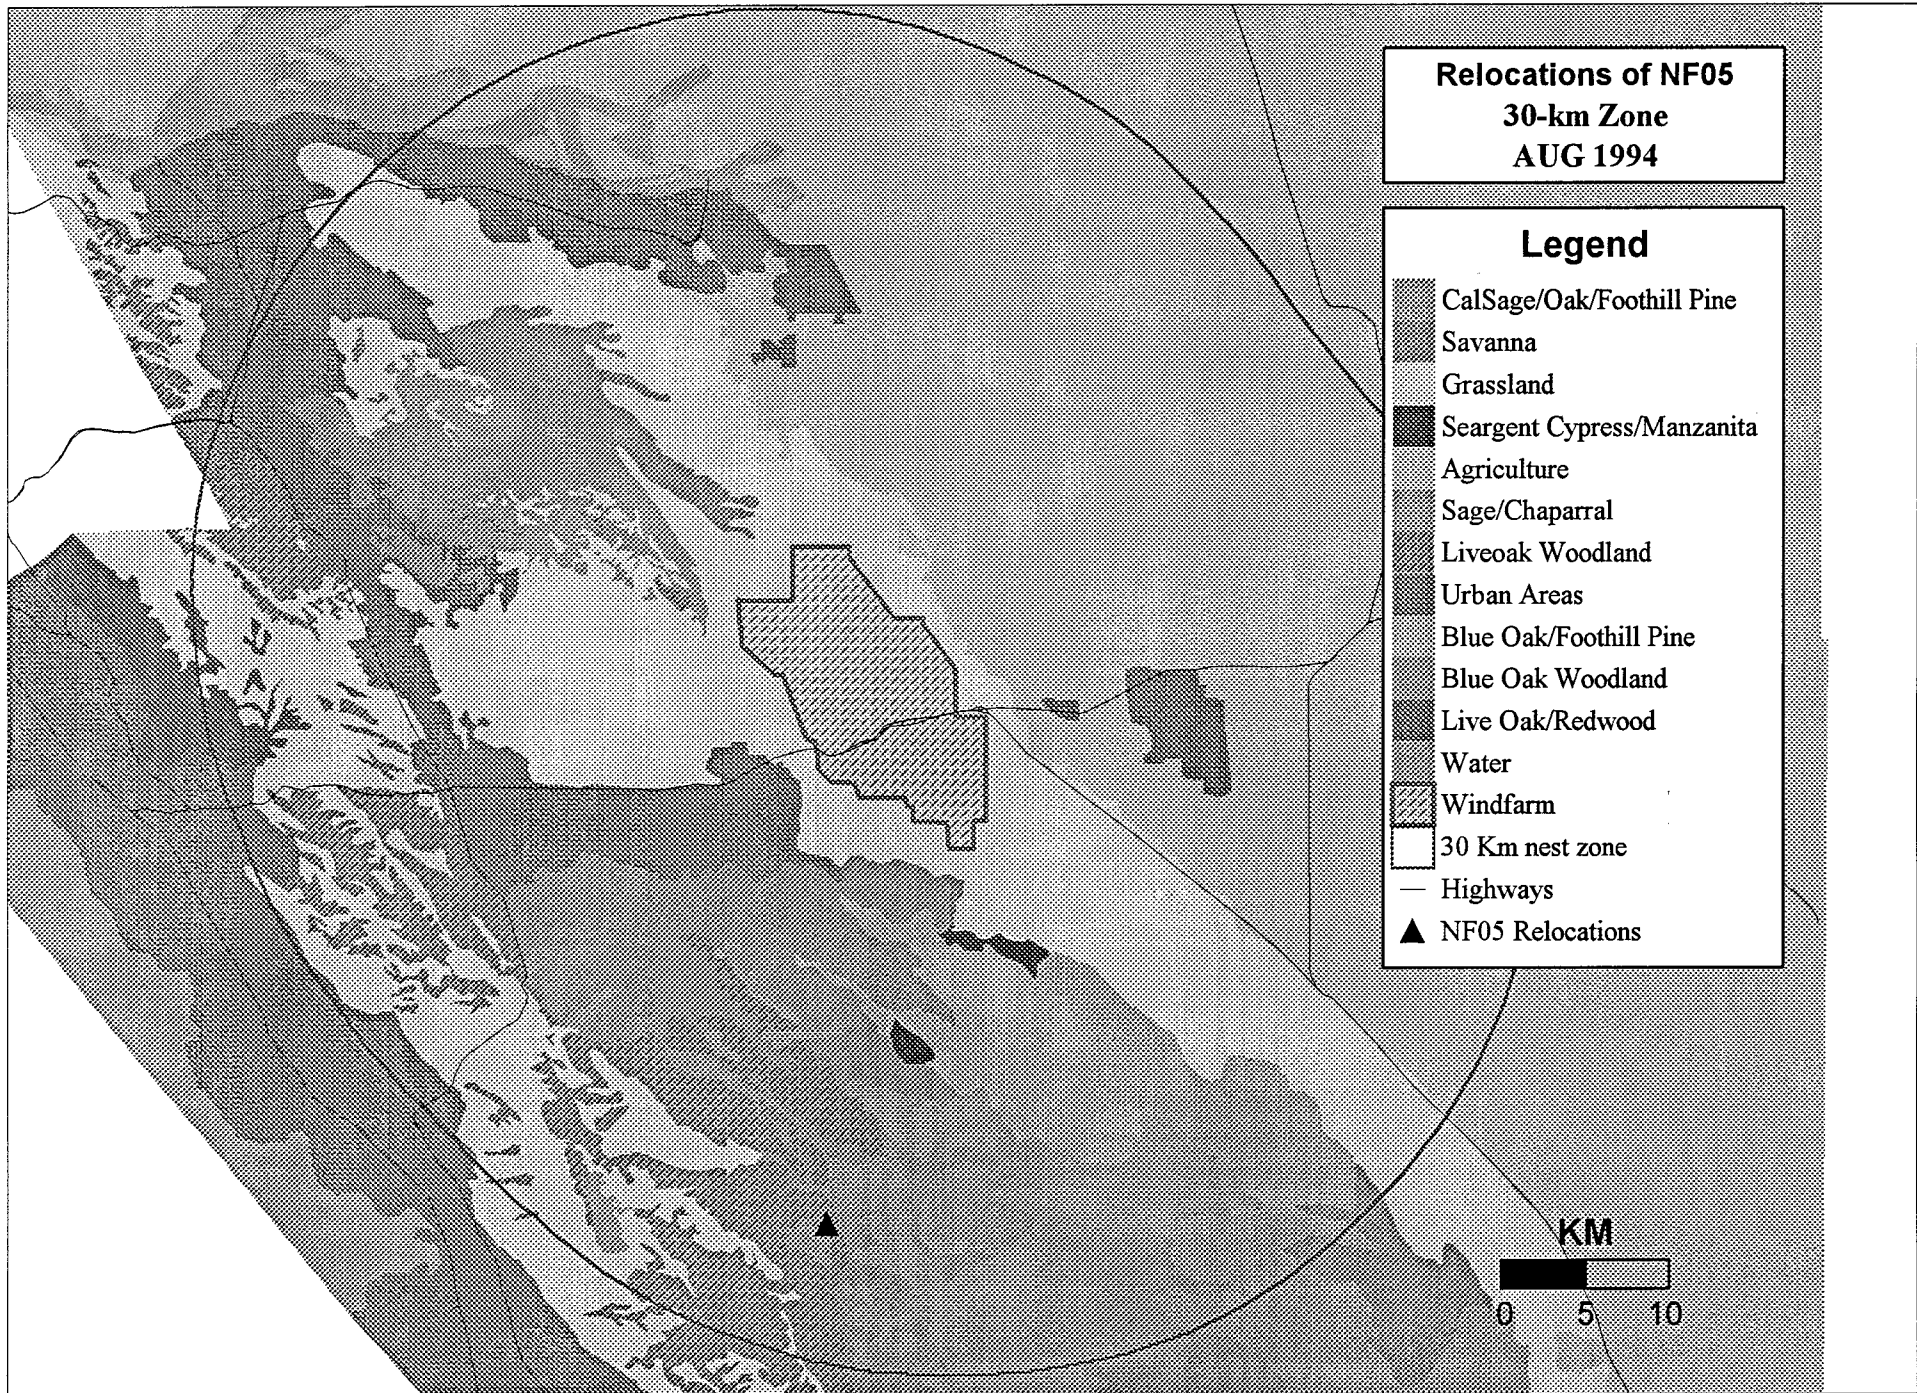 Relocations of NF05
30-km Zone
AUG 1994
Legend
CalSage/Oak/Foothill Pine
Savanna
Grassland
Seargent Cypress/Manzanita
Agriculture
Sage/Chaparral
Liveoak Woodland
Urban Areas
Blue Oak/Foothill Pine
Blue Oak Woodland
Live Oak/Redwood
Water
Windfarm
30 Km nest zone
Highways
NF05 Relocations
KM
0 5 10